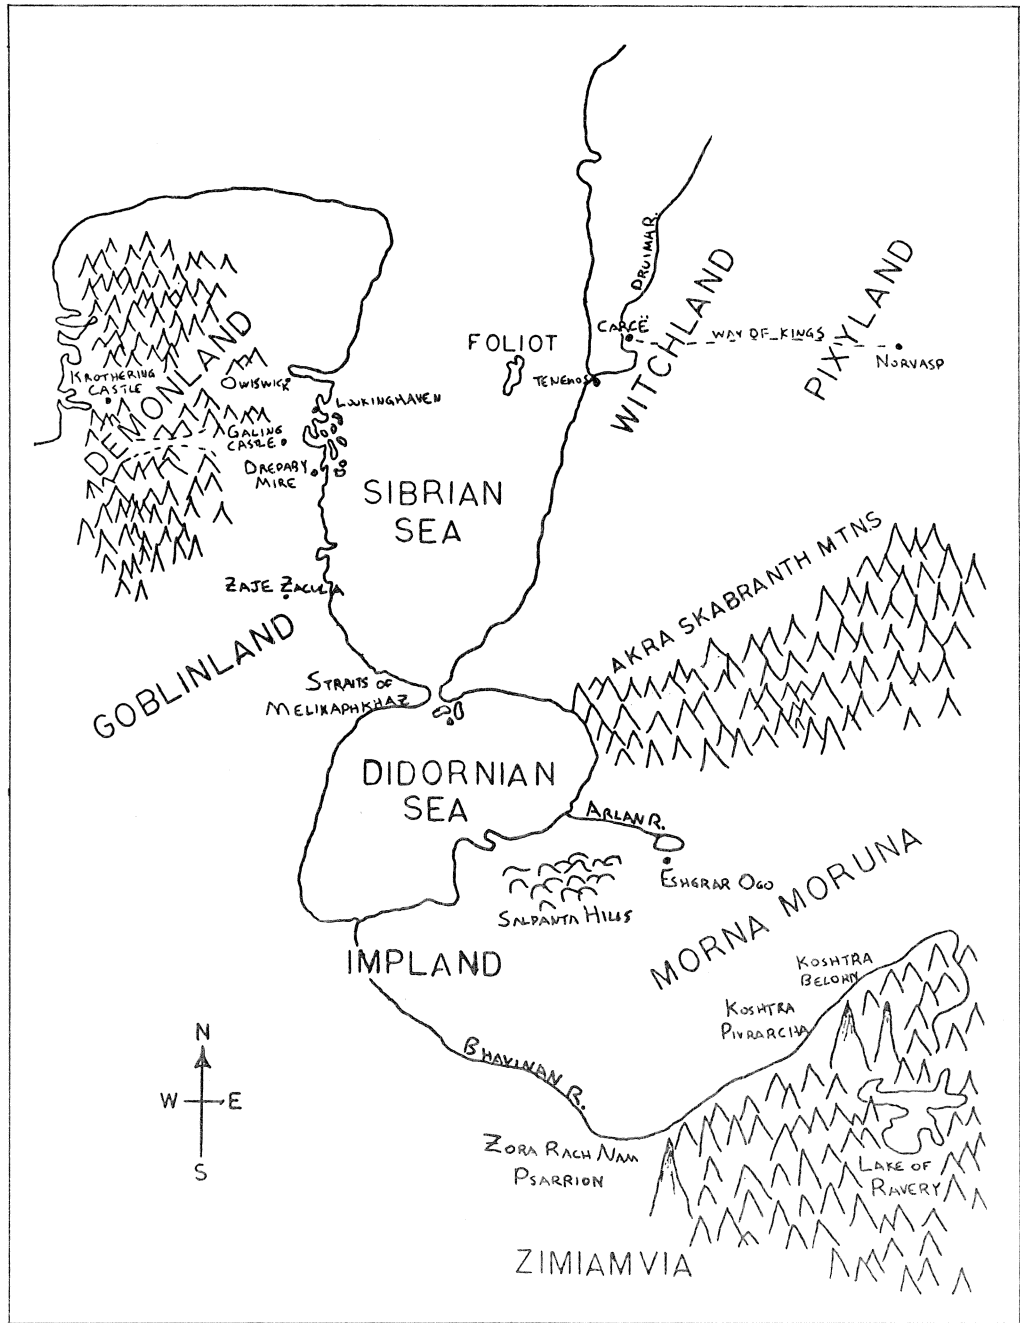 DRUIMA R.
WITCHLAND
PIXYLAND
CARCË
WAY OF KINGS
NORVASP
FOLIOT
TENEMOS
DEMONLAND
KROTHERING
CASTLE
OWISWICK
LOOKINGHAVEN
GALING
CASTLE
DREPABY
MIRE
SIBRIAN
SEA
ZAJE ZACULA
GOBLINLAND
AKRA SKABRANTH MTNS
STRAITS OF
MELIKAPHKHAZ
DIDORNIAN
SEA
ARLAN R.
ESHGRAR OGO
SALPANTA HILLS
MORNA MORUNA
IMPLAND
KOSHTRA
BELORN
KOSHTRA
PIVRARCHA
BHAVINAN R.
N
W
E
S
ZORA RACH NAM
PSARRION
LAKE OF
RAVERY
ZIMIAMVIA